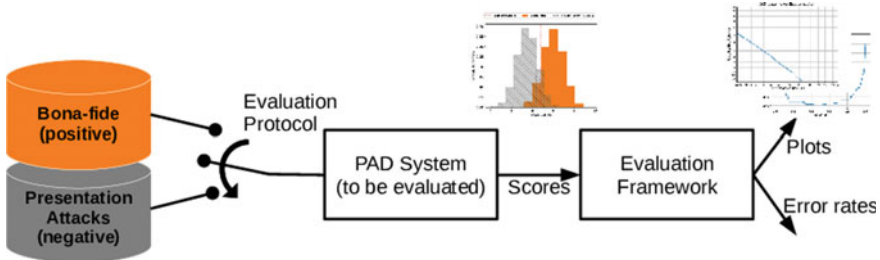 Bona-fide
(positive)
Presentation
Attacks
(negative)
Evaluation
Protocol
PAD System
(to be evaluated)
Scores
Evaluation
Framework
Plots
Error rates